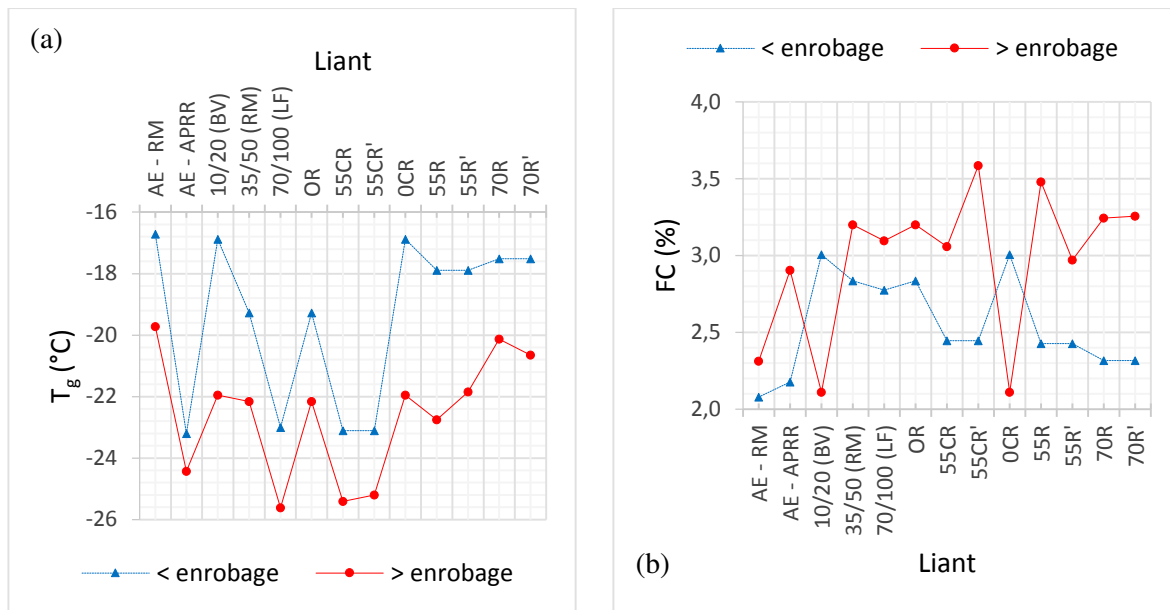 (a)
Liant
AE - RM
AE - APRR
10/20 (BV)
35/50 (RM)
70/100 (LF)
OR
55CR
55CR'
0CR
55R
55R'
70R
70R'
-16
-18
-20
-22
-24
-26
Tg (°C)
< enrobage
> enrobage
< enrobage
> enrobage
4,0
3,5
3,0
2,5
2,0
FC (%)
AE - RM
AE - APRR
10/20 (BV)
35/50 (RM)
70/100 (LF)
OR
55CR
55CR'
0CR
55R
55R'
70R
70R'
(b)
Liant